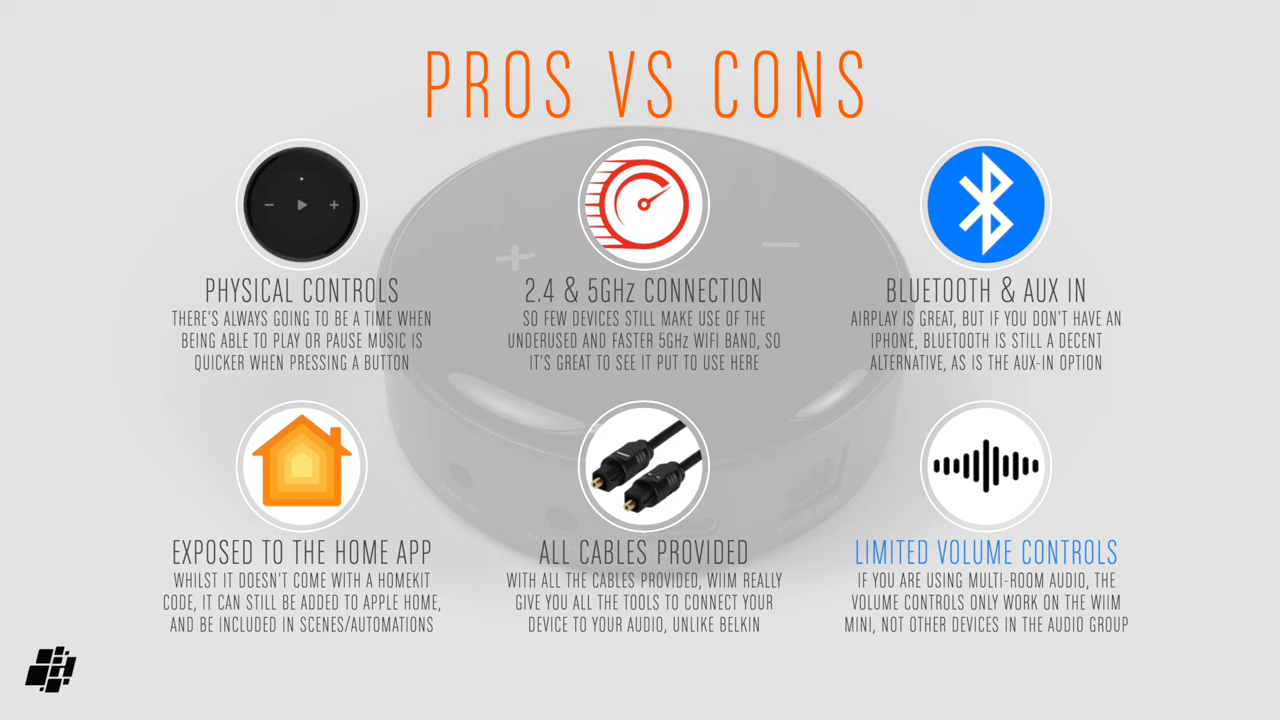 PROS VS CONS
PHYSICAL CONTROLS
THERE'S ALWAYS GOING TO BE A TIME WHEN
BEING ABLE TO PLAY OR PAUSE MUSIC IS
QUICKER WHEN PRESSING A BUTTON
2.4 & 5GHz CONNECTION
SO FEW DEVICES STILL MAKE USE OF THE
UNDERUSED AND FASTER 5GHz WIFI BAND, SO
IT'S GREAT TO SEE IT PUT TO USE HERE
BLUETOOTH & AUX IN
AIRPLAY IS GREAT, BUT IF YOU DON'T HAVE AN
IPHONE, BLUETOOTH IS STILL A DECENT
ALTERNATIVE, AS IS THE AUX-IN OPTION
EXPOSED TO THE HOME APP
WHILST IT DOESN'T COME WITH A HOMEKIT
CODE, IT CAN STILL BE ADDED TO APPLE HOME,
AND BE INCLUDED IN SCENES/AUTOMATIONS
ALL CABLES PROVIDED
WITH ALL THE CABLES PROVIDED, WIIM REALLY
GIVE YOU ALL THE TOOLS TO CONNECT YOUR
DEVICE TO YOUR AUDIO, UNLIKE BELKIN
LIMITED VOLUME CONTROLS
IF YOU ARE USING MULTI-ROOM AUDIO, THE
VOLUME CONTROLS ONLY WORK ON THE WIIM
MINI, NOT OTHER DEVICES IN THE AUDIO GROUP